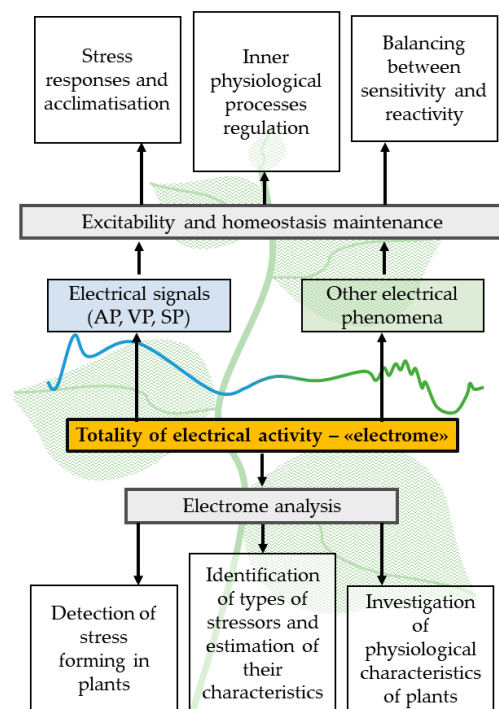 Stress
responses and
acclimatisation
Inner
physiological
processes
regulation
Balancing
between
sensitivity and
reactivity
Excitability and homeostasis maintenance
Electrical signals
(AP, VP, SP)
Other electrical
phenomena
Totality of electrical activity – «electrome»
Electrome analysis
Detection of
stress
forming in
plants
Identification
of types of
stressors and
estimation of
their
characteristics
Investigation
of
physiological
characteristics
of plants